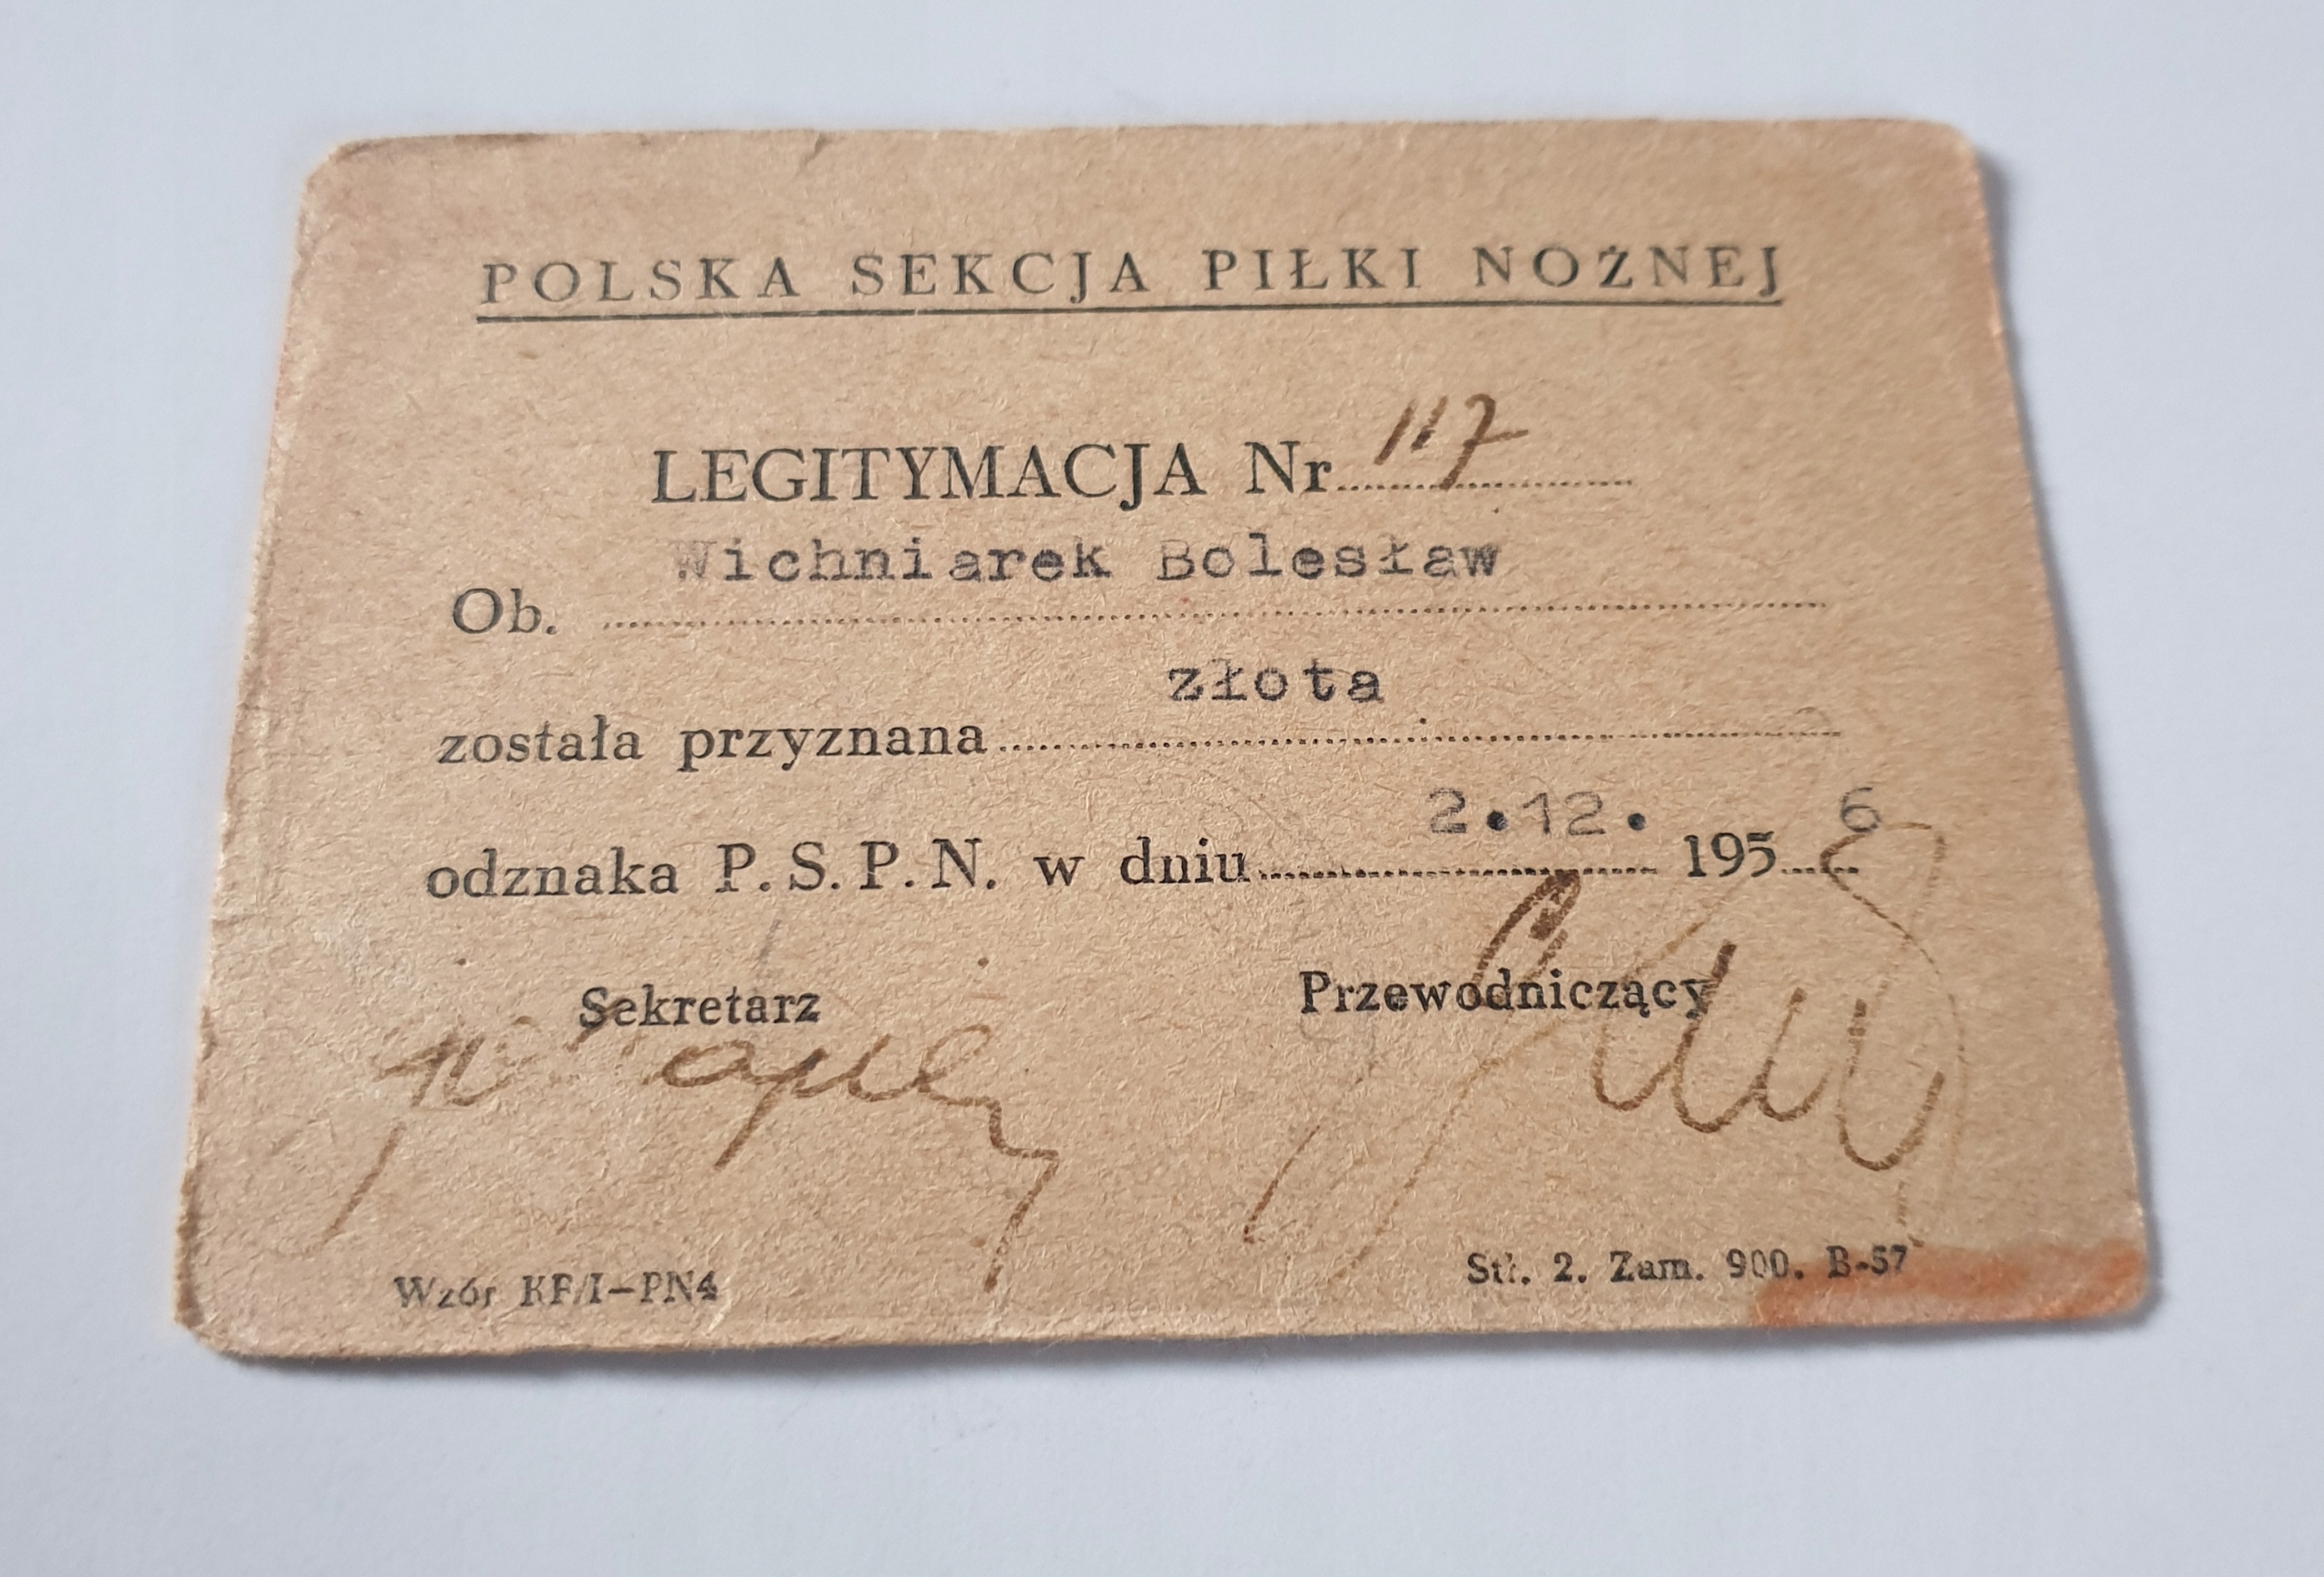 POLSKA SEKCJA PIŁKI NOŻNEJ
LEGITYMACJA Nr 117
Wichniarek Bolesław
Ob.
złota
została przyznana
2.12. 6
odznaka P.S.P.N. w dniu 195
Sekretarz Przewodniczący
Wzór KF/I—PN4 Stł. 2. Zam. 900. B-57